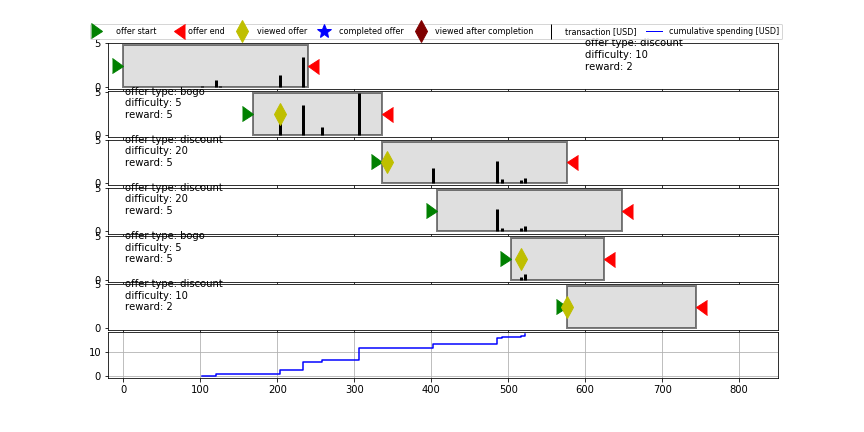 offer start offer end viewed offer completed offer viewed after completion transaction [USD] cumulative spending [USD]
5
offer type: discount
difficulty: 10
reward: 2
0
5
offer type: bogo
difficulty: 5
reward: 5
0
5
offer type: discount
difficulty: 20
reward: 5
0
5
offer type: discount
difficulty: 20
reward: 5
0
5
offer type: bogo
difficulty: 5
reward: 5
0
5
offer type: discount
difficulty: 10
reward: 2
0
10
0
0 100 200 300 400 500 600 700 800